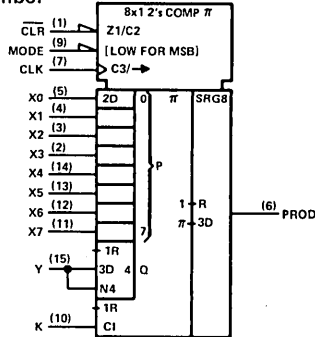 8x1 2's COMP π
CLR (1) Z1/C2
MODE (9) [LOW FOR MSB]
CLK (7) C3/→
X0 (5) 2D 0 π SRG8
X1 (4)
X2 (3)
X3 (2) P
X4 (14)
X5 (13)
X6 (12) 1 R
X7 (11) 7 π 3D
(6) PROD
1R
Y (15) 3D 4 Q
N4
1R
K (10) CI